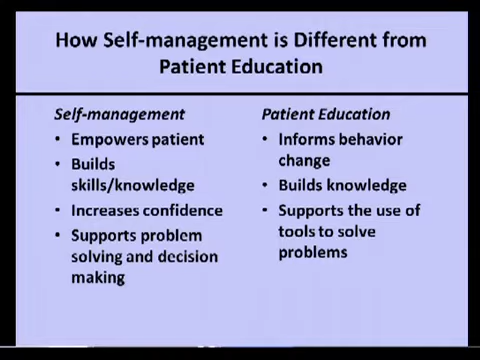 How Self-management is Different from
Patient Education
Self-management
• Empowers patient
• Builds
skills/knowledge
• Increases confidence
• Supports problem
solving and decision
making
Patient Education
• Informs behavior
change
• Builds knowledge
• Supports the use of
tools to solve
problems